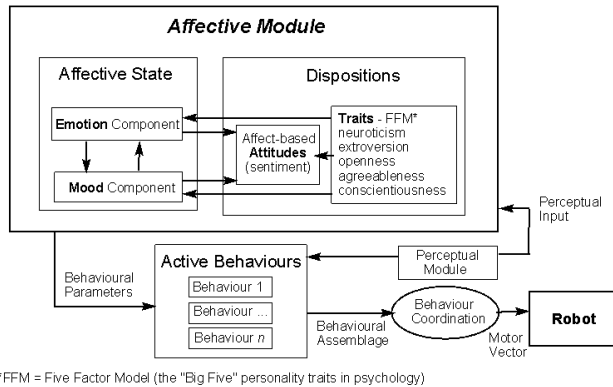 Affective Module
Affective State
Dispositions
Emotion Component
Mood Component
Affect-based
Attitudes
(sentiment)
Traits - FFM*
neuroticism
extroversion
openness
agreeableness
conscientiousness
Perceptual
Input
Behavioural
Parameters
Active Behaviours
Behaviour 1
Behaviour ...
Behaviour n
Perceptual
Module
Behavioural
Assemblage
Behaviour
Coordination
Motor
Vector
Robot
*FFM = Five Factor Model (the "Big Five" personality traits in psychology)